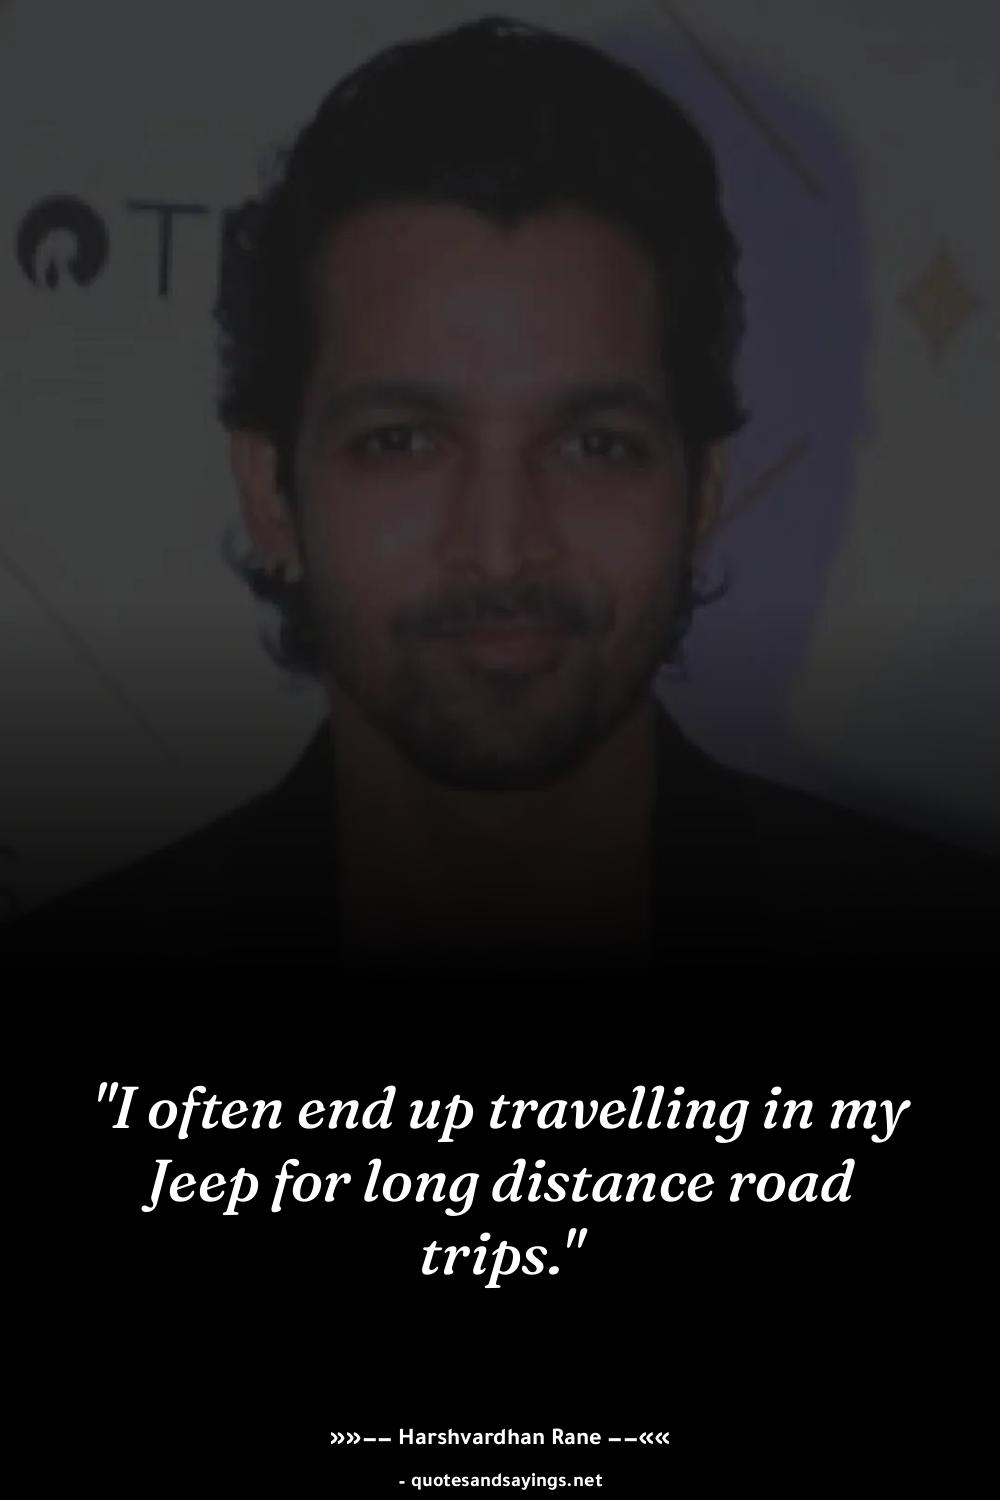 T
"I often end up travelling in my
Jeep for long distance road
trips."
»»−− Harshvardhan Rane −−««
- quotesandsayings.net